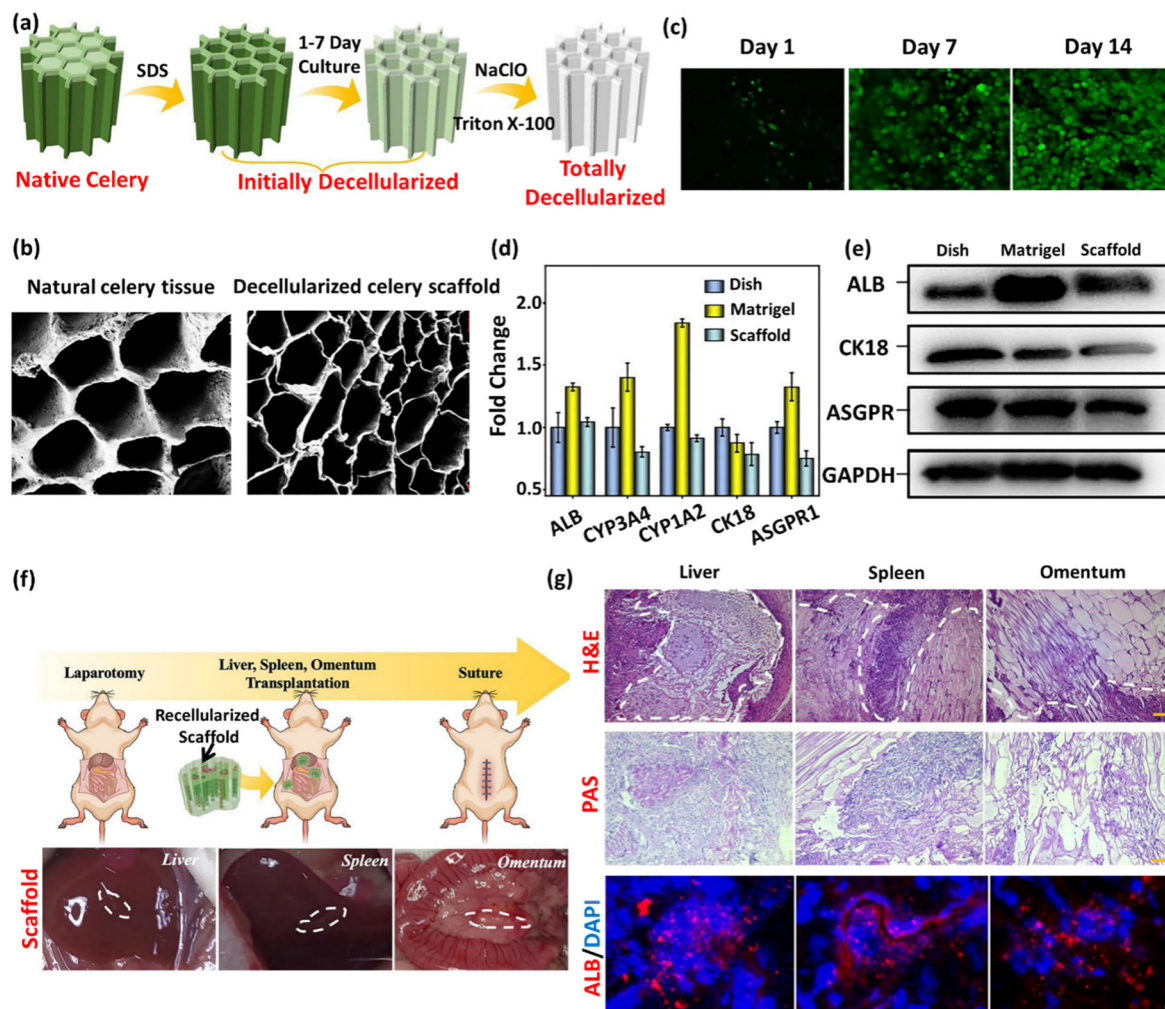 (a)
SDS
1-7 Day
Culture
NaClO
Triton X-100
Native Celery
Initially Decellularized
Totally
Decellularized
(c)
Day 1
Day 7
Day 14
(b)
Natural celery tissue
Decellularized celery scaffold
(d)
Fold Change
2.0
1.5
1.0
0.5
Dish
Matrigel
Scaffold
ALB
CYP3A4
CYP1A2
CK18
ASGPR1
(e)
Dish
Matrigel
Scaffold
ALB
CK18
ASGPR
GAPDH
(f)
Laparotomy
Liver, Spleen, Omentum
Transplantation
Suture
Recellularized
Scaffold
Scaffold
Liver
Spleen
Omentum
(g)
Liver
Spleen
Omentum
H&E
PAS
ALB/DAPI